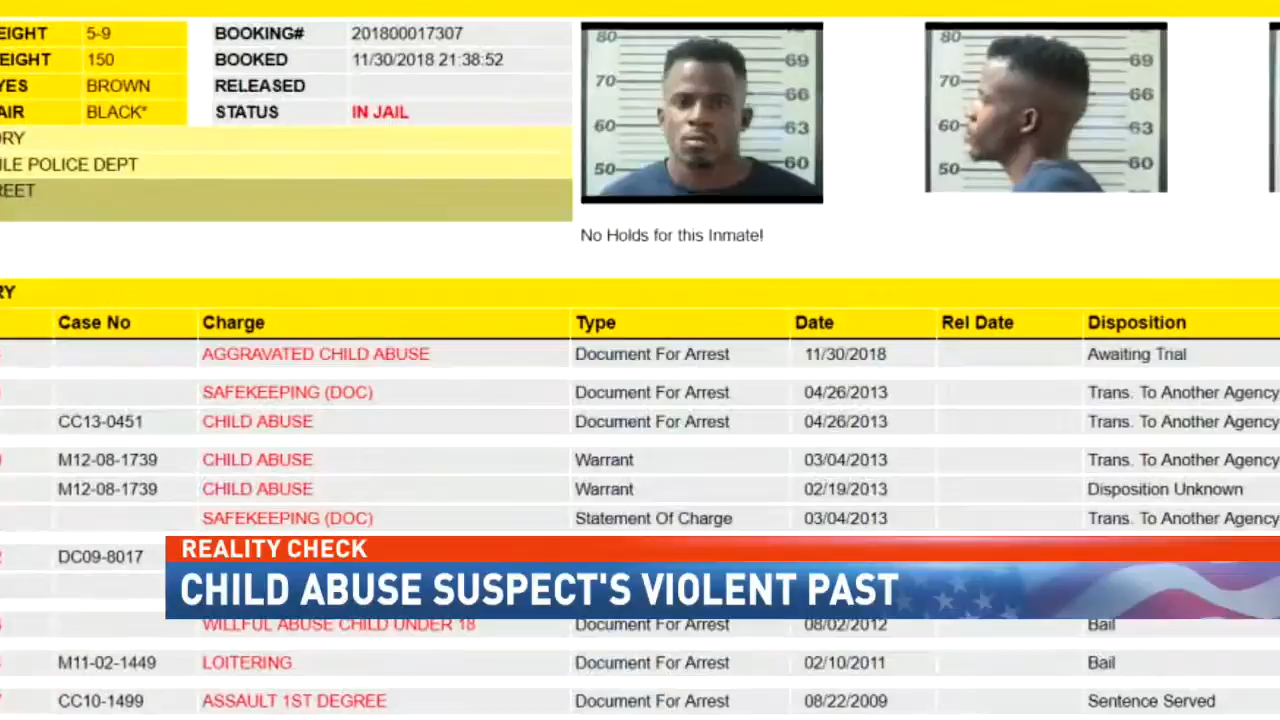 EIGHT 5-9 BOOKING# 201800017307
EIGHT 150 BOOKED 11/30/2018 21:38:52
YES BROWN RELEASED
AIR BLACK* STATUS IN JAIL
ORY
ILE POLICE DEPT
REET
80 69
70 66
60 63
50 60
80 69
70 66
60 63
50 60
No Holds for this Inmate!
RY
Case No Charge Type Date Rel Date Disposition
AGGRAVATED CHILD ABUSE Document For Arrest 11/30/2018 Awaiting Trial
SAFEKEEPING (DOC) Document For Arrest 04/26/2013 Trans. To Another Agency
CC13-0451 CHILD ABUSE Document For Arrest 04/26/2013 Trans. To Another Agency
M12-08-1739 CHILD ABUSE Warrant 03/04/2013 Trans. To Another Agency
M12-08-1739 CHILD ABUSE Warrant 02/19/2013 Disposition Unknown
SAFEKEEPING (DOC) Statement Of Charge 03/04/2013 Trans. To Another Agency
DC09-8017
REALITY CHECK
CHILD ABUSE SUSPECT'S VIOLENT PAST
WILLFUL ABUSE CHILD UNDER 18 Document For Arrest 08/02/2012 Bail
M11-02-1449 LOITERING Document For Arrest 02/10/2011 Bail
CC10-1499 ASSAULT 1ST DEGREE Document For Arrest 08/22/2009 Sentence Served